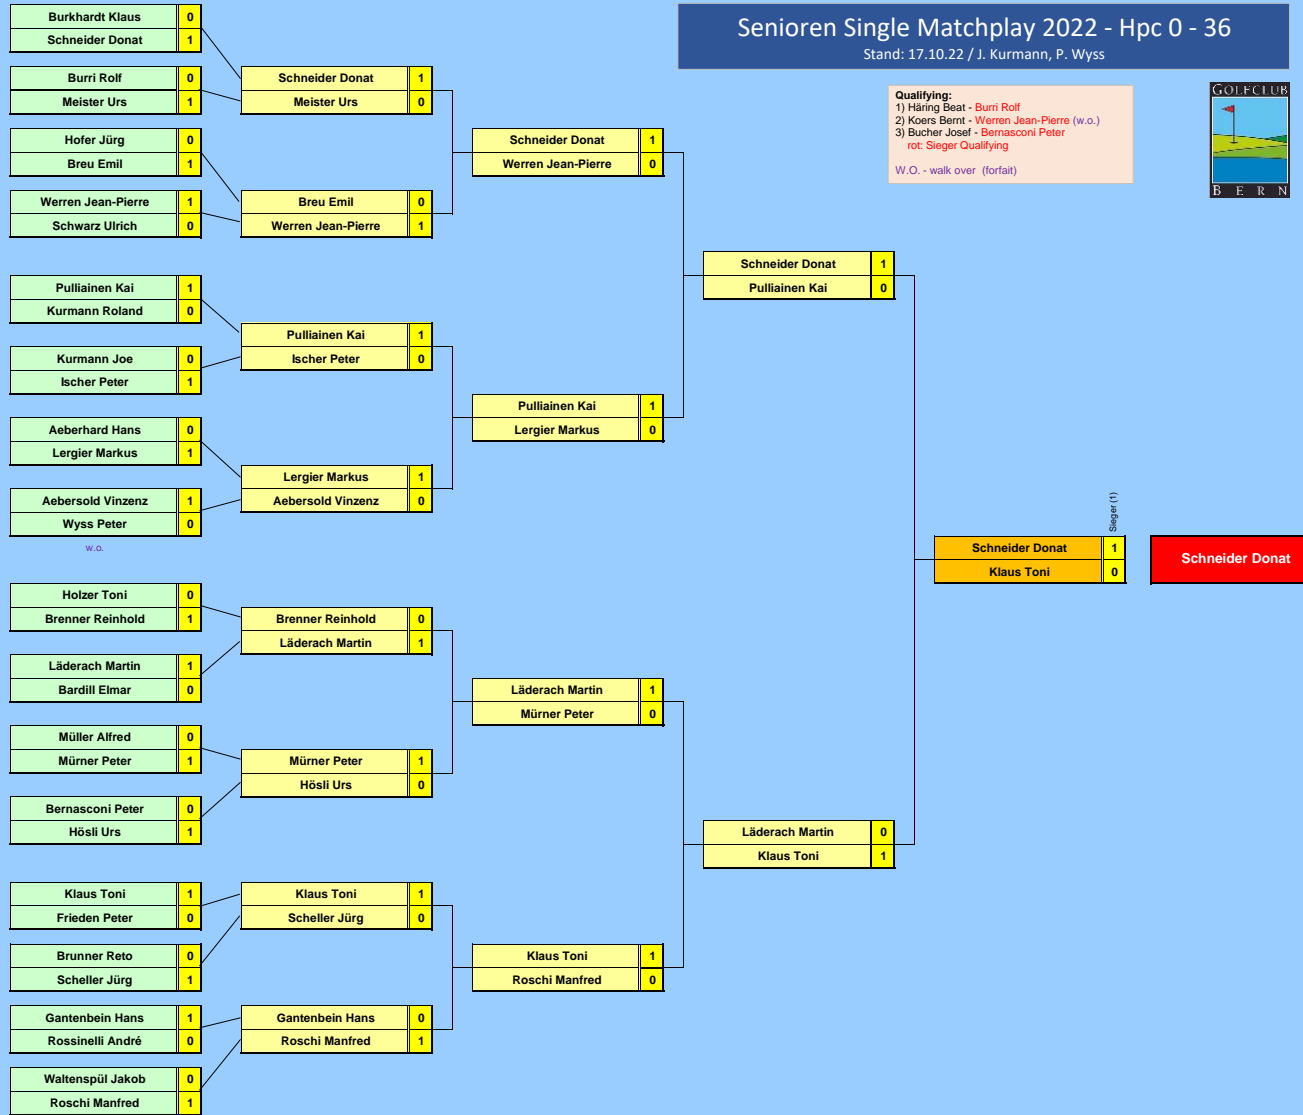 Senioren Single Matchplay 2022 - Hpc 0 - 36
Stand: 17.10.22 / J. Kurmann, P. Wyss
Qualifying:
1) Häring Beat - Burri Rolf
2) Koers Bernt - Werren Jean-Pierre (w.o.)
3) Bucher Josef - Bernasconi Peter
rot: Sieger Qualifying
W.O. - walk over (forfait)
GOLFCLUB
BERN
Burkhardt Klaus 0
Schneider Donat 1
Burri Rolf 0
Meister Urs 1
Hofer Jürg 0
Breu Emil 1
Werren Jean-Pierre 1
Schwarz Ulrich 0
Pulliainen Kai 1
Kurmann Roland 0
Kurmann Joe 0
Ischer Peter 1
Aeberhard Hans 0
Lergier Markus 1
Aebersold Vinzenz 1
Wyss Peter 0
w.o.
Holzer Toni 0
Brenner Reinhold 1
Läderach Martin 1
Bardill Elmar 0
Müller Alfred 0
Mürner Peter 1
Bernasconi Peter 0
Hösli Urs 1
Klaus Toni 1
Frieden Peter 0
Brunner Reto 0
Scheller Jürg 1
Gantenbein Hans 1
Rossinelli André 0
Waltenspül Jakob 0
Roschi Manfred 1
Schneider Donat 1
Meister Urs 0
Breu Emil 0
Werren Jean-Pierre 1
Pulliainen Kai 1
Ischer Peter 0
Lergier Markus 1
Aebersold Vinzenz 0
Brenner Reinhold 0
Läderach Martin 1
Mürner Peter 1
Hösli Urs 0
Klaus Toni 1
Scheller Jürg 0
Gantenbein Hans 0
Roschi Manfred 1
Schneider Donat 1
Werren Jean-Pierre 0
Pulliainen Kai 1
Lergier Markus 0
Läderach Martin 1
Mürner Peter 0
Klaus Toni 1
Roschi Manfred 0
Schneider Donat 1
Pulliainen Kai 0
Läderach Martin 0
Klaus Toni 1
Sieger (1)
Schneider Donat 1
Klaus Toni 0
Schneider Donat